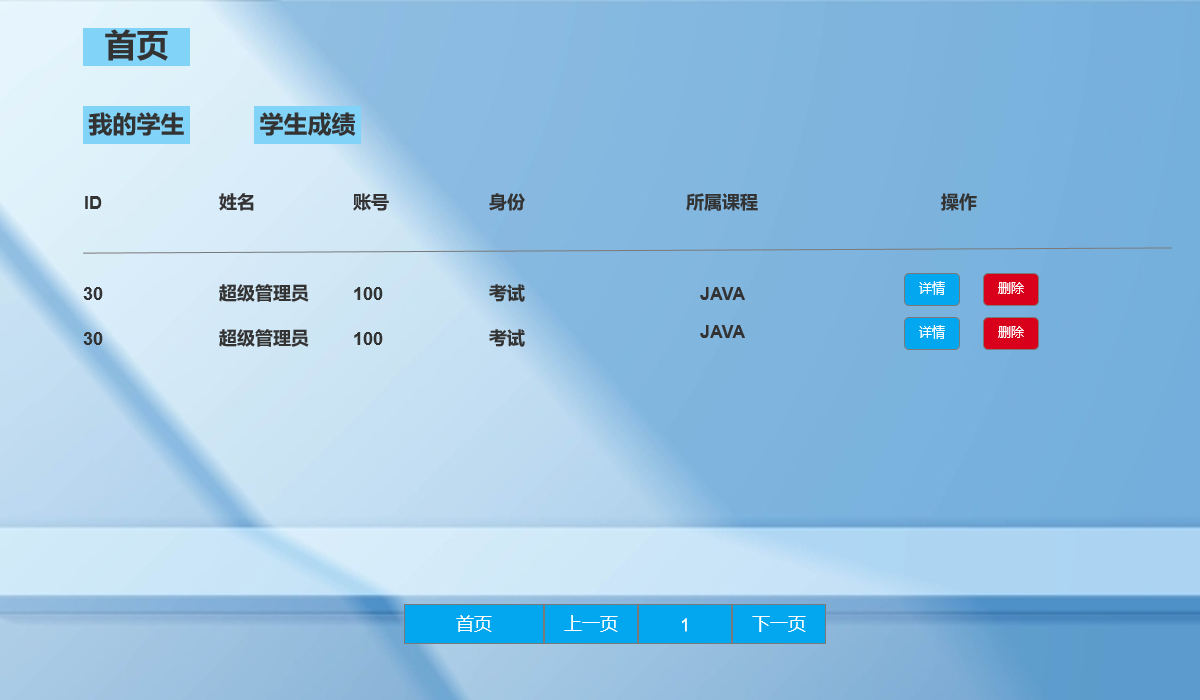 首页
我的学生 学生成绩
ID 姓名 账号 身份 所属课程 操作
30 超级管理员 100 考试 JAVA 详情 删除
30 超级管理员 100 考试 JAVA 详情 删除
首页 上一页 1 下一页